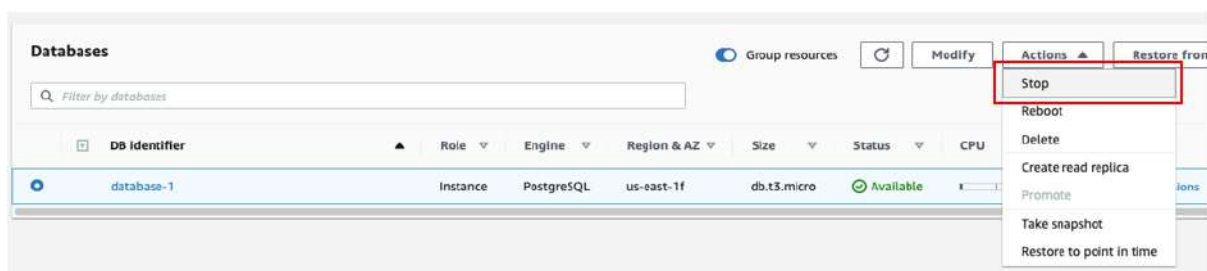 Databases
Group resources
Modify
Actions
Restore from
Filter by databases
Stop
Reboot
Delete
Create read replica
Promote
Take snapshot
Restore to point in time
DB identifier
Role
Engine
Region & AZ
Size
Status
CPU
database-1
Instance
PostgreSQL
us-east-1f
db.t3.micro
Available